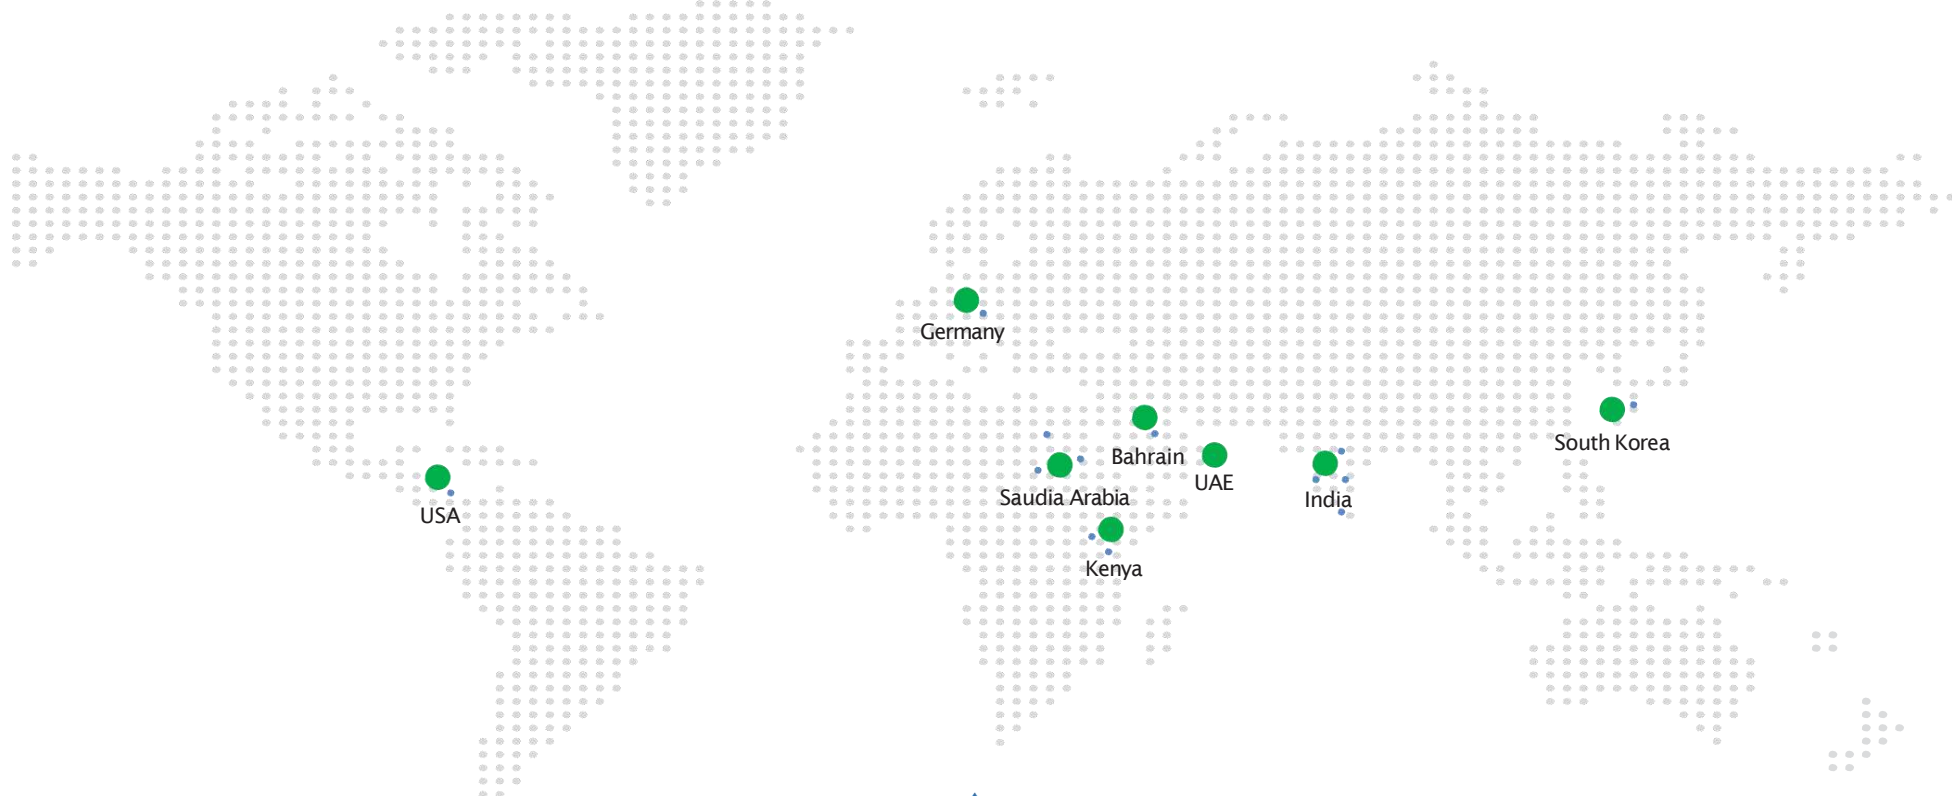 Germany
South Korea
Bahrain
UAE
Saudia Arabia
India
USA
Kenya